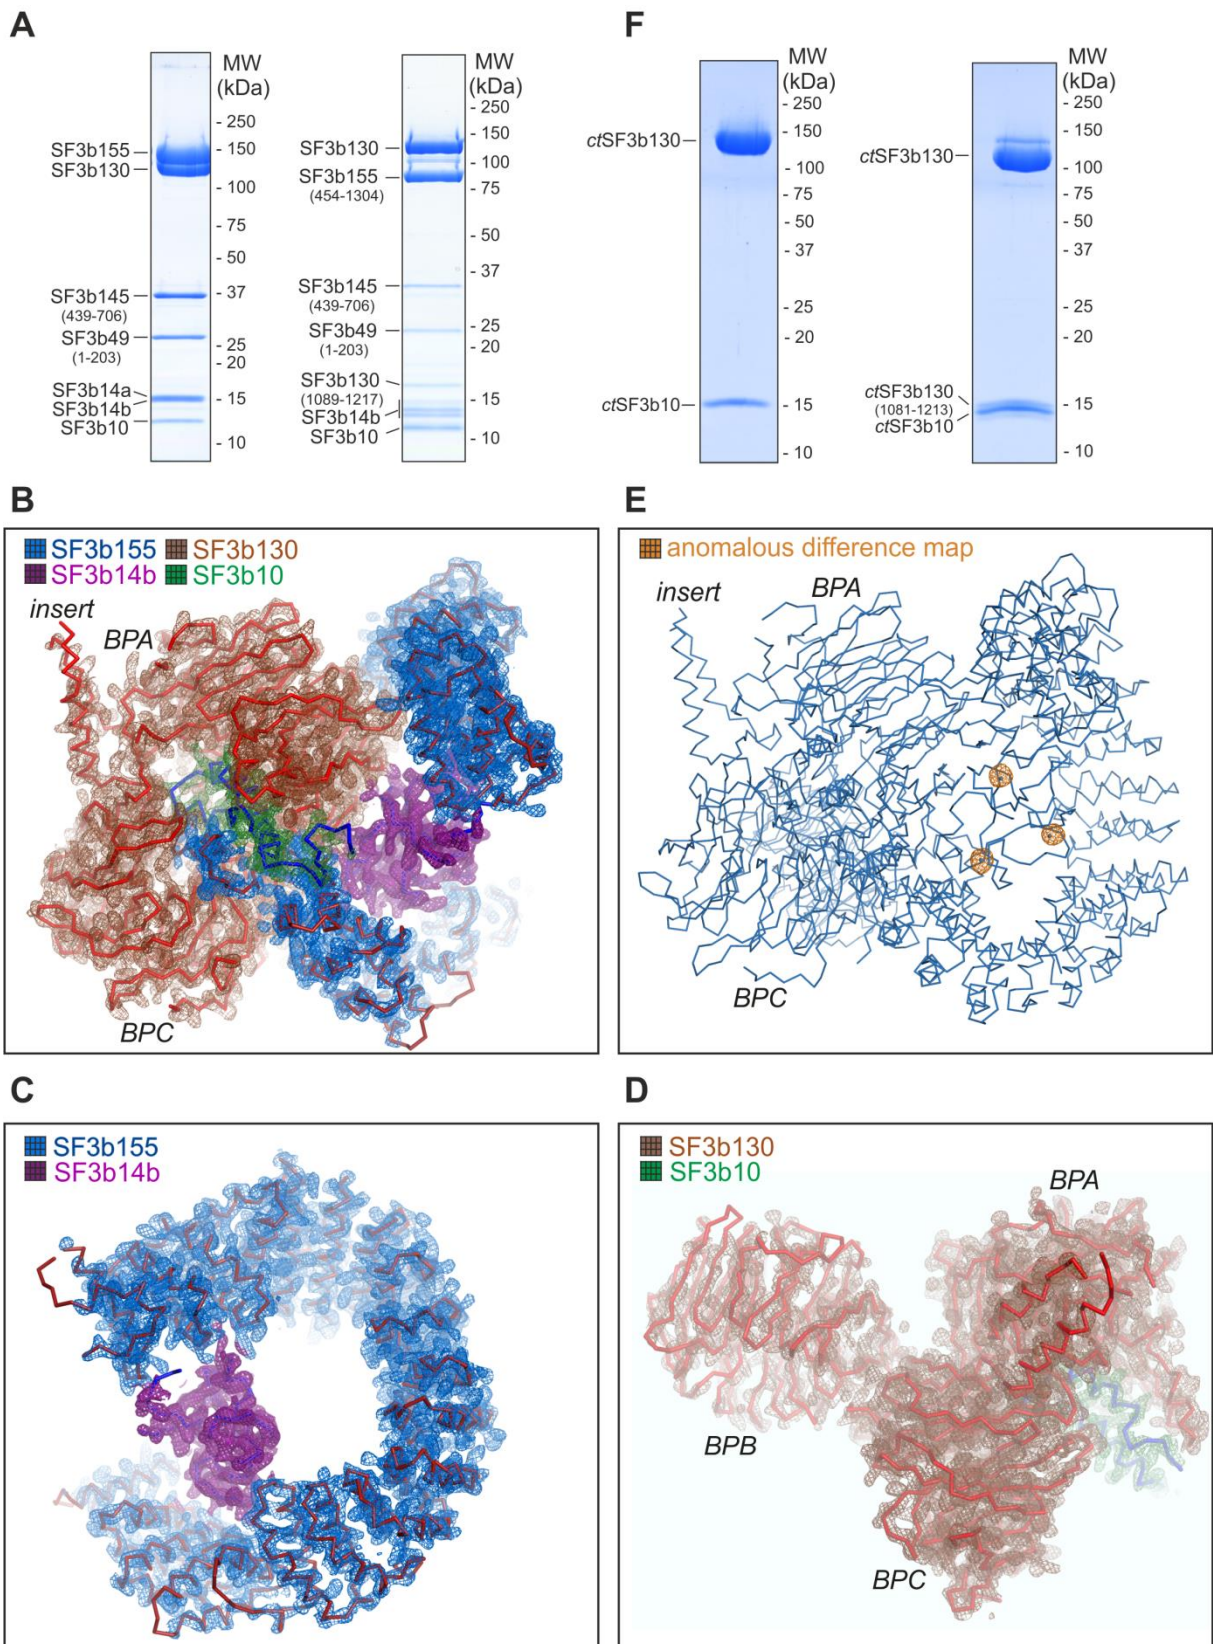 A
MW
(kDa)
- 250
- 150
- 100
- 75
- 50
- 37
- 25
- 20
- 15
- 10
SF3b155
SF3b130
SF3b145
(439-706)
SF3b49
(1-203)
SF3b14a
SF3b14b
SF3b10
MW
(kDa)
- 250
- 150
- 100
- 75
- 50
- 37
- 25
- 20
- 15
- 10
SF3b130
SF3b155
(454-1304)
SF3b145
(439-706)
SF3b49
(1-203)
SF3b130
(1089-1217)
SF3b14b
SF3b10
F
MW
(kDa)
- 250
- 150
- 100
- 75
- 50
- 37
- 25
- 20
- 15
- 10
ctSF3b130
ctSF3b10
MW
(kDa)
- 250
- 150
- 100
- 75
- 50
- 37
- 25
- 20
- 15
- 10
ctSF3b130
ctSF3b130
(1081-1213)
ctSF3b10
B
SF3b155 SF3b130
SF3b14b SF3b10
insert
BPA
BPC
E
anomalous difference map
insert
BPA
BPC
C
SF3b155
SF3b14b
D
SF3b130
SF3b10
BPA
BPB
BPC